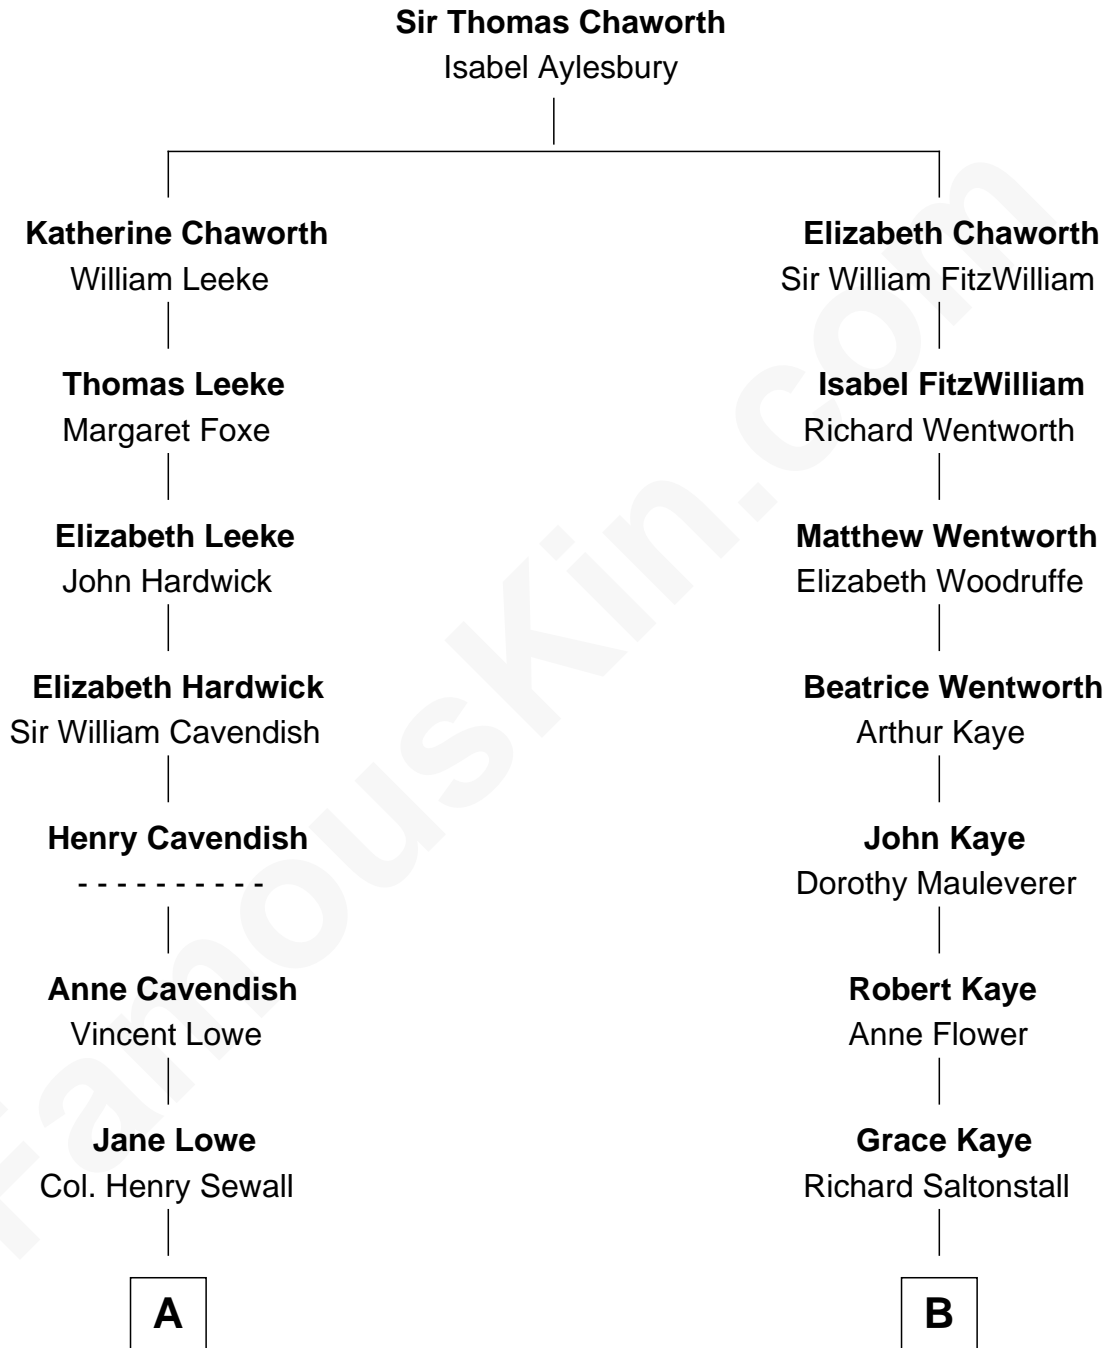 Sir Thomas Chaworth
Isabel Aylesbury
Katherine Chaworth
William Leeke
Elizabeth Chaworth
Sir William FitzWilliam
Thomas Leeke
Margaret Foxe
Isabel FitzWilliam
Richard Wentworth
Elizabeth Leeke
John Hardwick
Matthew Wentworth
Elizabeth Woodruffe
Elizabeth Hardwick
Sir William Cavendish
Beatrice Wentworth
Arthur Kaye
Henry Cavendish
- - - - - - - - - -
John Kaye
Dorothy Mauleverer
Anne Cavendish
Vincent Lowe
Robert Kaye
Anne Flower
Jane Lowe
Col. Henry Sewall
Grace Kaye
Richard Saltonstall
A
B
FamousKin.com